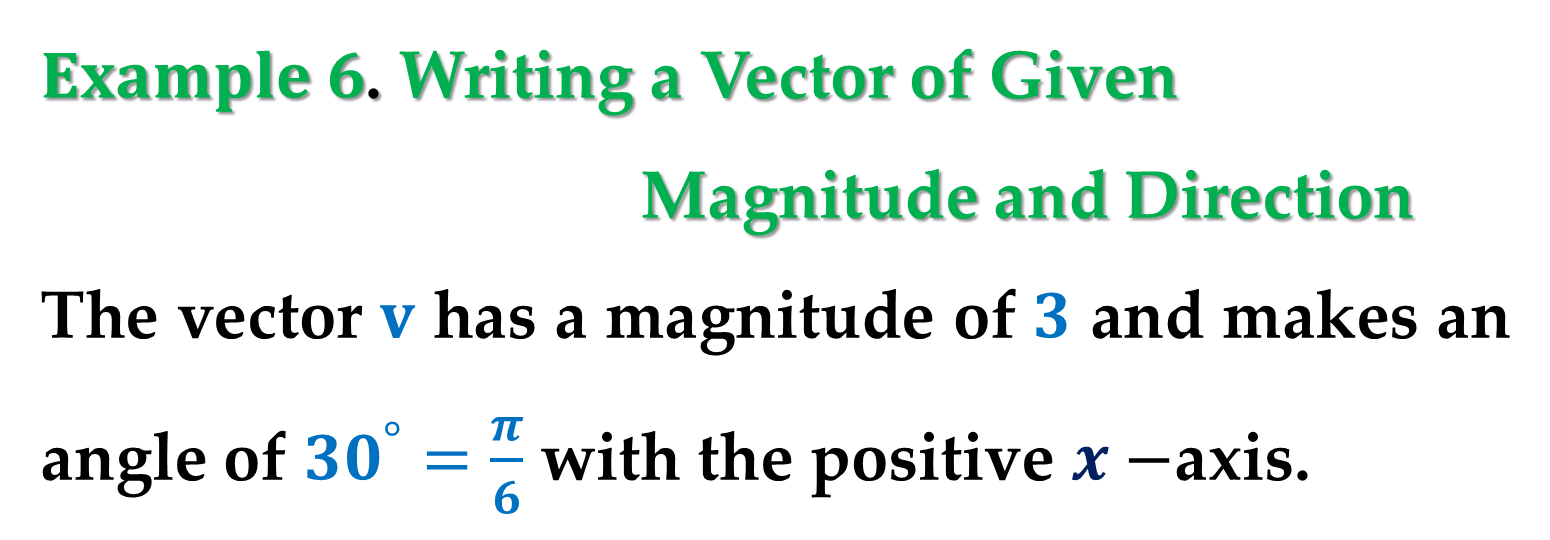 Example 6. Writing a Vector of Given
Magnitude and Direction
The vector v has a magnitude of 3 and makes an
angle of 30° = π/6 with the positive x −axis.